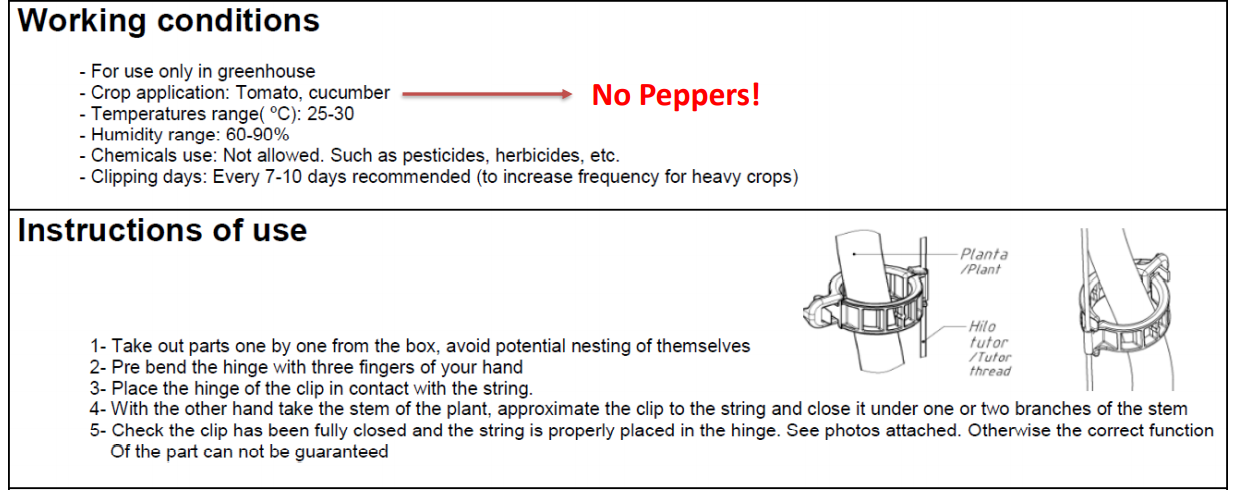 Working conditions
- For use only in greenhouse
- Crop application: Tomato, cucumber
No Peppers!
- Temperatures range( ºC): 25-30
- Humidity range: 60-90%
- Chemicals use: Not allowed. Such as pesticides, herbicides, etc.
- Clipping days: Every 7-10 days recommended (to increase frequency for heavy crops)
Instructions of use
Planta
/Plant
Hilo
tutor
/Tutor
thread
1- Take out parts one by one from the box, avoid potential nesting of themselves
2- Pre bend the hinge with three fingers of your hand
3- Place the hinge of the clip in contact with the string.
4- With the other hand take the stem of the plant, approximate the clip to the string and close it under one or two branches of the stem
5- Check the clip has been fully closed and the string is properly placed in the hinge. See photos attached. Otherwise the correct function
Of the part can not be guaranteed